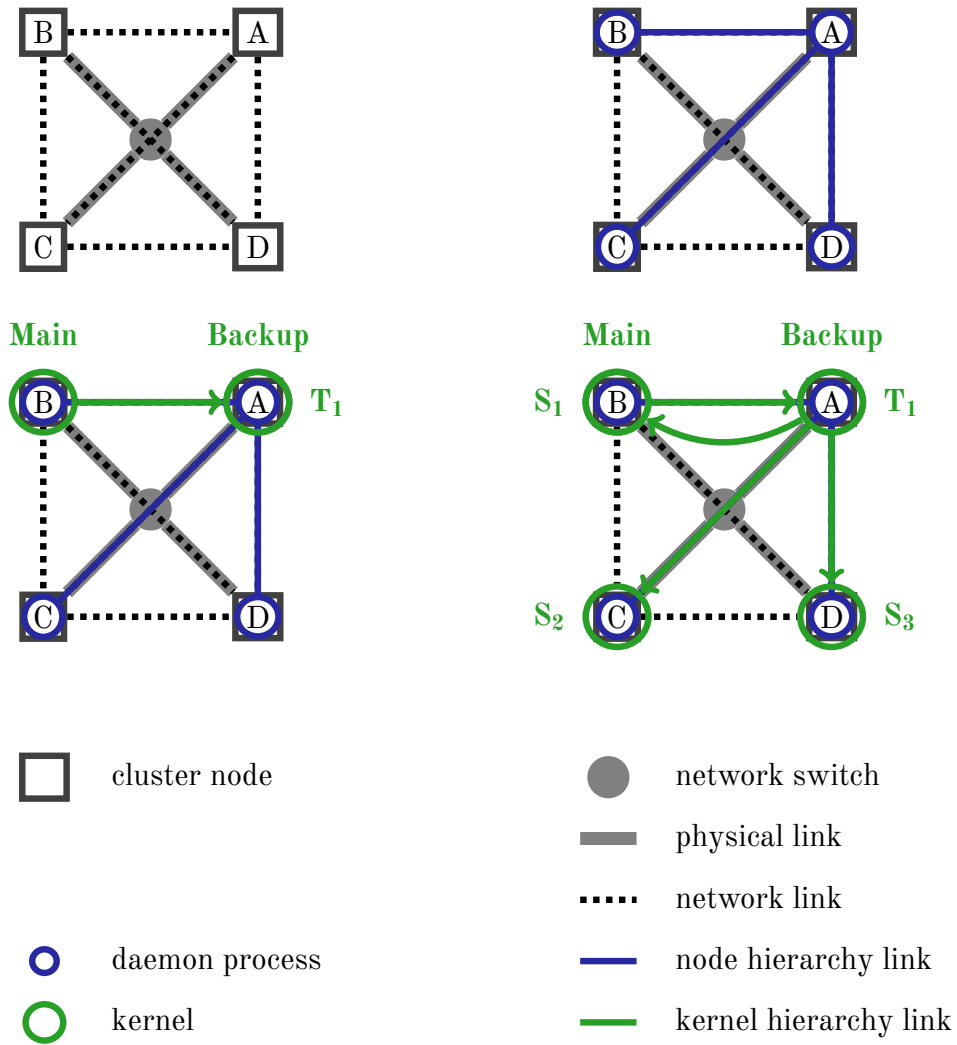 B A
C D
B A
C D
Main Backup
B A T₁
C D
Main Backup
S₁ B A T₁
S₂ C D S₃
cluster node
network switch
physical link
network link
daemon process
node hierarchy link
kernel
kernel hierarchy link